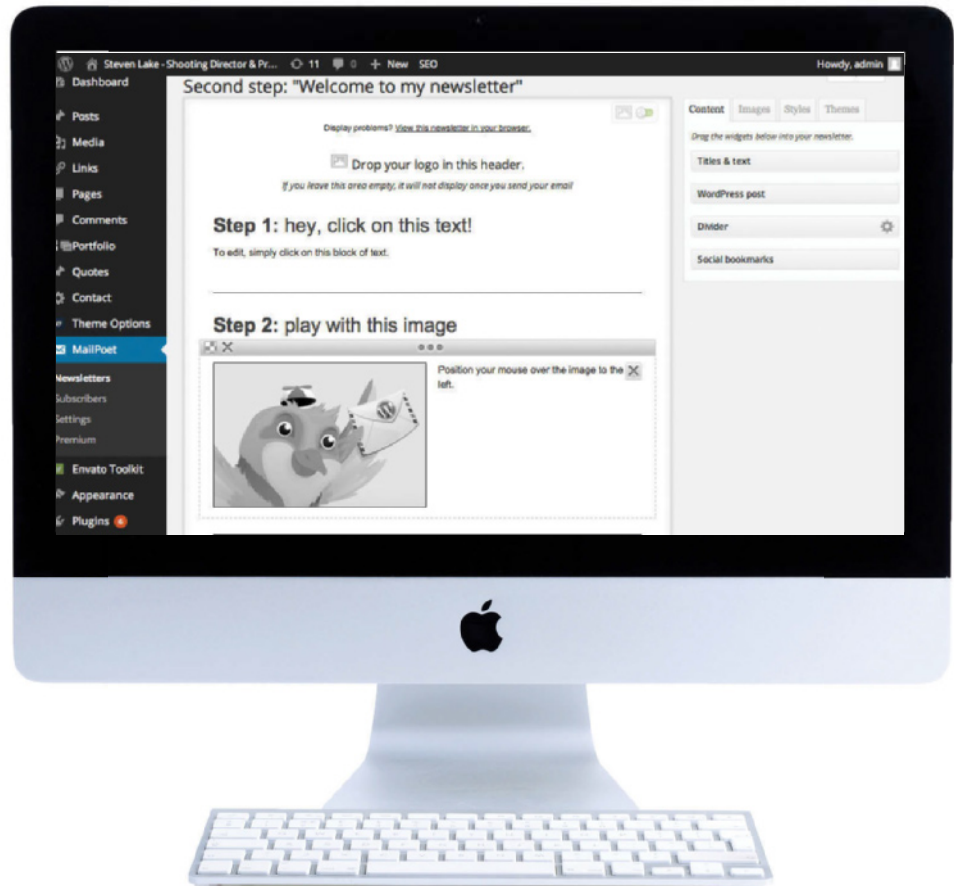 Steven Lake - Shooting Director & Pr... 11 0 + New SEO Howdy, admin
Dashboard
Posts
Media
Links
Pages
Comments
Portfolio
Quotes
Contact
Theme Options
MailPoet
Newsletters
Subscribers
Settings
Premium
Envato Toolkit
Appearance
Plugins 4
Second step: "Welcome to my newsletter"
Display problems? View this newsletter in your browser.
Drop your logo in this header.
If you leave this area empty, it will not display once you send your email
Step 1: hey, click on this text!
To edit, simply click on this block of text.
Step 2: play with this image
Position your mouse over the image to the
left.
Content Images Styles Themes
Drag the widgets below into your newsletter.
Titles & text
WordPress post
Divider
Social bookmarks